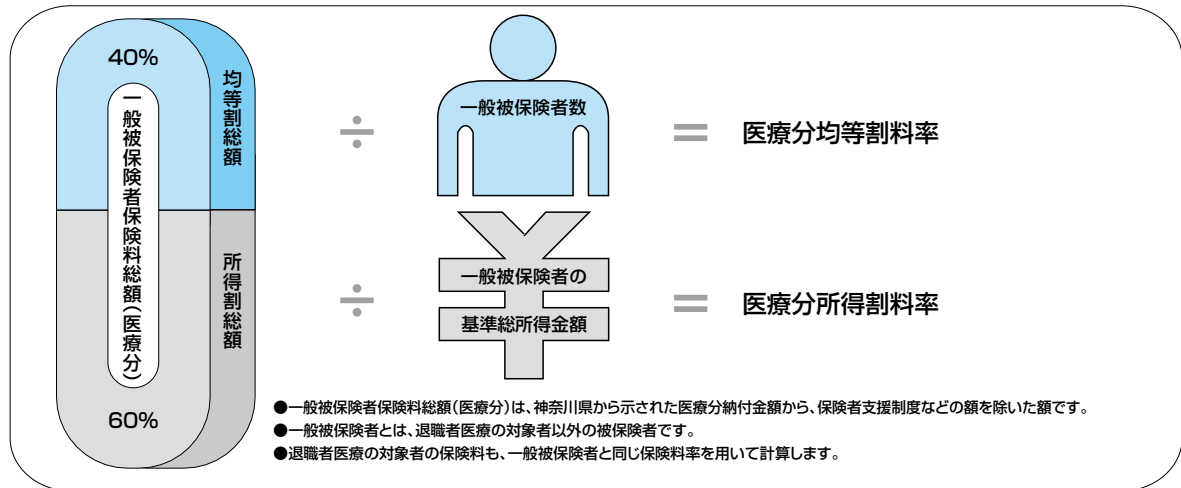 40%
均等割総額
一般被保険者保険料総額(医療分)
所得割総額
60%
÷
一般被保険者数
=
医療分均等割料率
÷
一般被保険者の
基準総所得金額
=
医療分所得割料率
●一般被保険者保険料総額(医療分)は、神奈川県から示された医療分納付金額から、保険者支援制度などの額を除いた額です。
●一般被保険者とは、退職者医療の対象者以外の被保険者です。
●退職者医療の対象者の保険料も、一般被保険者と同じ保険料率を用いて計算します。